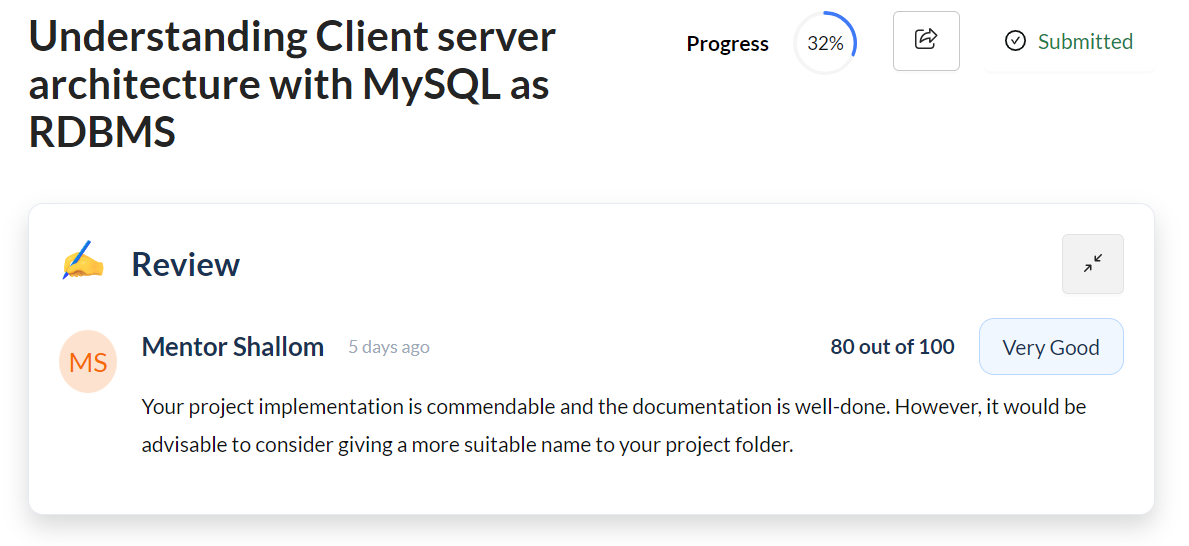 Understanding Client server
architecture with MySQL as
RDBMS
Progress
32%
Submitted
Review
MS
Mentor Shallom
5 days ago
80 out of 100
Very Good
Your project implementation is commendable and the documentation is well-done. However, it would be
advisable to consider giving a more suitable name to your project folder.